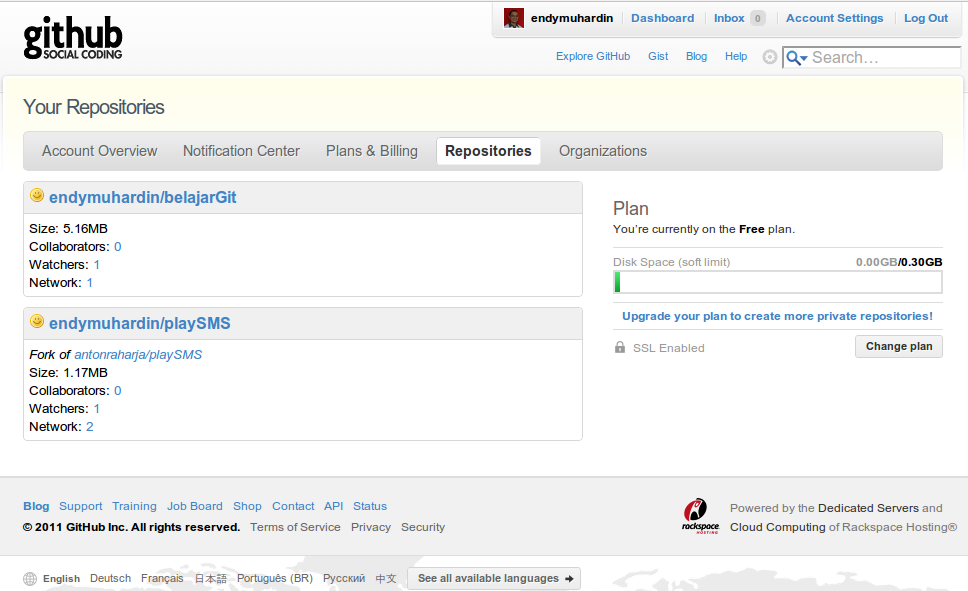 github
SOCIAL CODING
endymuhardin Dashboard Inbox 0 Account Settings Log Out
Explore GitHub Gist Blog Help Search...
Your Repositories
Account Overview Notification Center Plans & Billing Repositories Organizations
endymuhardin/belajarGit
Size: 5.16MB
Collaborators: 0
Watchers: 1
Network: 1
endymuhardin/playSMS
Fork of antonraharja/playSMS
Size: 1.17MB
Collaborators: 0
Watchers: 1
Network: 2
Plan
You're currently on the Free plan.
Disk Space (soft limit) 0.00GB/0.30GB
Upgrade your plan to create more private repositories!
SSL Enabled Change plan
Blog Support Training Job Board Shop Contact API Status
© 2011 GitHub Inc. All rights reserved. Terms of Service Privacy Security
rackspace
HOSTING
Powered by the Dedicated Servers and
Cloud Computing of Rackspace Hosting®
English Deutsch Français 日本語 Português (BR) Русский 中文 See all available languages